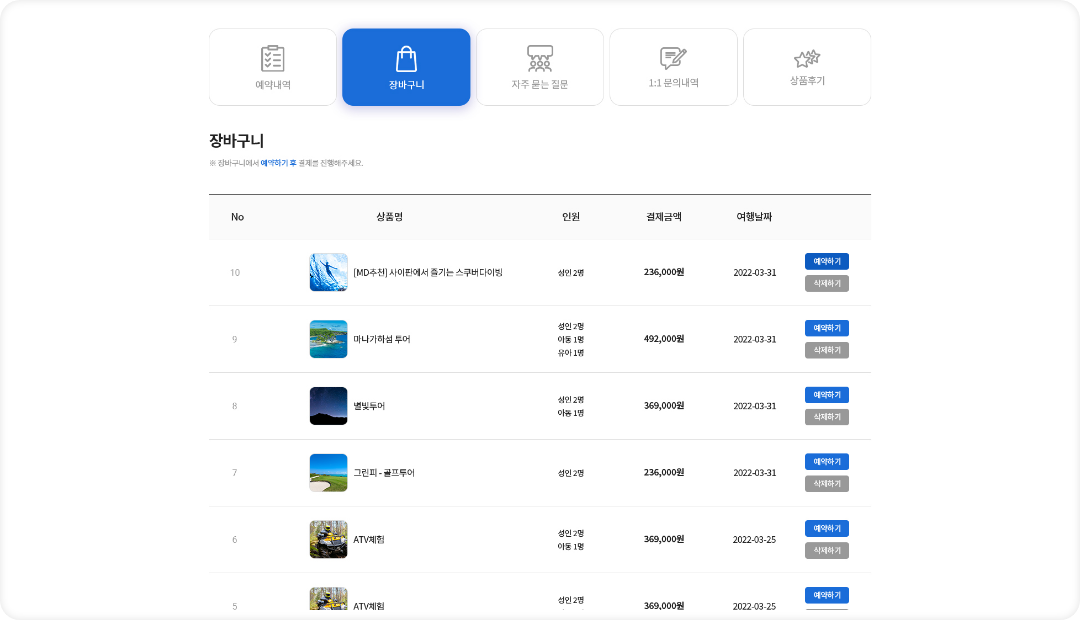 예약내역
장바구니
자주 묻는 질문
1:1 문의내역
상품후기
장바구니
※ 장바구니에서 예약하기 후 결제를 진행해주세요.
No 상품명 인원 결제금액 여행날짜
10 [MD추천] 사이판에서 즐기는 스쿠버다이빙 성인 2명 236,000원 2022-03-31 예약하기
삭제하기
9 마나가하섬 투어 성인 2명 492,000원 2022-03-31 예약하기
아동 1명
유아 1명
삭제하기
8 별빛투어 성인 2명 369,000원 2022-03-31 예약하기
아동 1명
삭제하기
7 그린피 - 골프투어 성인 2명 236,000원 2022-03-31 예약하기
삭제하기
6 ATV체험 성인 2명 369,000원 2022-03-25 예약하기
아동 1명
삭제하기
5 ATV체험 성인 2명 369,000원 2022-03-25 예약하기